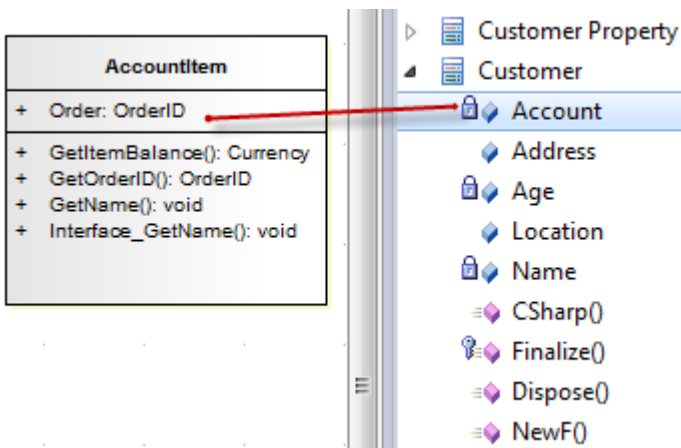 AccountItem
+ Order: OrderID
+ GetItemBalance(): Currency
+ GetOrderID(): OrderID
+ GetName(): void
+ Interface_GetName(): void
Customer Property
Customer
Account
Address
Age
Location
Name
CSharp()
Finalize()
Dispose()
NewF()